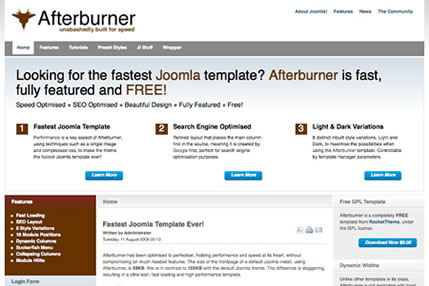 Afterburner
unabashedly built for speed
About Joomla! Features News The Community
Home Features Tutorials Preset Styles J! Stuff Wrapper
Looking for the fastest Joomla template? Afterburner is fast,
fully featured and FREE!
Speed Optimised + SEO Optimised + Beautiful Design + Fully Featured + Free!
1 Fastest Joomla Template
Performance is a key aspect of Afterburner,
using techniques such as a single image
and compressed css, to make the theme
the fastest Joomla template ever!
Learn More
2 Search Engine Optimised
Refined layout that places the main column
first in the source, meaning it is crawled by
Google first, perfect for search engine
optimisation purposes.
Learn More
3 Light & Dark Variations
6 distinct inbuilt style variations, Light and
Dark, to maximise the possibilities when
using the Afterburner template. Controllable
by template manager parameters.
Learn More
Features
Fast Loading
SEO Layout
6 Style Variations
16 Module Positions
Dynamic Columns
Suckerfish Menu
Collapsing Columns
Module Hilite
Login Form
Home
Fastest Joomla Template Ever!
Written by Administrator
Tuesday, 11 August 2009
Afterburner has been optimised to perfection, holding performance and speed at its heart, without
compromising on much needed features. The size of the frontpage of a default Joomla install, using
Afterburner, is
this is in contrast to
with the default Joomla theme. The difference is staggering,
resulting in a ultra lean, fast loading and high performance template.
Free GPL Template
Afterburner is a completely FREE
template from RocketTheme, under
the GPL license.
Download Now $0.00
Dynamic Widths
Unlike other templates in its class,